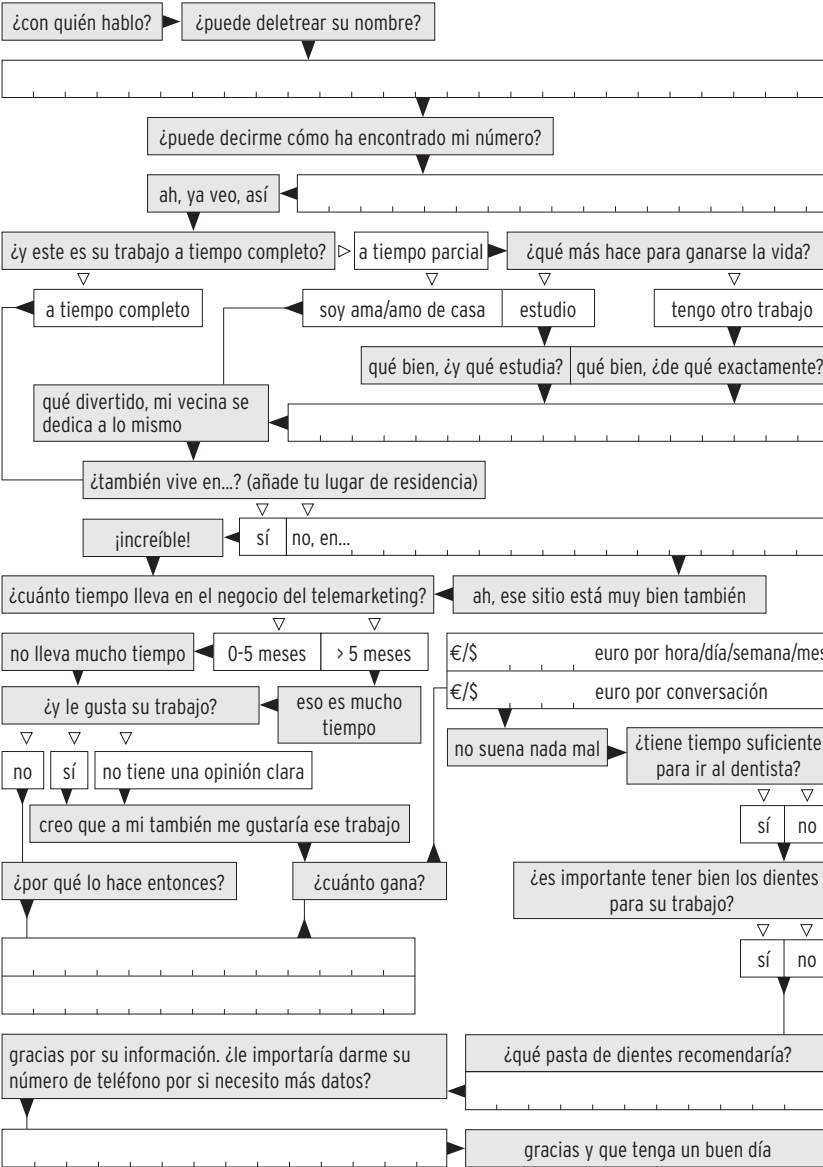 ¿con quién hablo?
¿puede deletrear su nombre?
¿puede decirme cómo ha encontrado mi número?
ah, ya veo, así
¿y este es su trabajo a tiempo completo?
a tiempo parcial
¿qué más hace para ganarse la vida?
a tiempo completo
soy ama/amo de casa
estudio
tengo otro trabajo
qué bien, ¿y qué estudia?
qué bien, ¿de qué exactamente?
qué divertido, mi vecina se
dedica a lo mismo
¿también vive en...? (añade tu lugar de residencia)
¡increíble!
sí
no, en...
¿cuánto tiempo lleva en el negocio del telemarketing?
ah, ese sitio está muy bien también
no lleva mucho tiempo
0-5 meses
> 5 meses
€/$ euro por hora/día/semana/mes
¿y le gusta su trabajo?
eso es mucho
tiempo
€/$ euro por conversación
no suena nada mal
¿tiene tiempo suficiente
para ir al dentista?
no
sí
no tiene una opinión clara
sí
no
creo que a mi también me gustaría ese trabajo
¿por qué lo hace entonces?
¿cuánto gana?
¿es importante tener bien los dientes
para su trabajo?
sí
no
gracias por su información. ¿le importaría darme su
número de teléfono por si necesito más datos?
¿qué pasta de dientes recomendaría?
gracias y que tenga un buen día